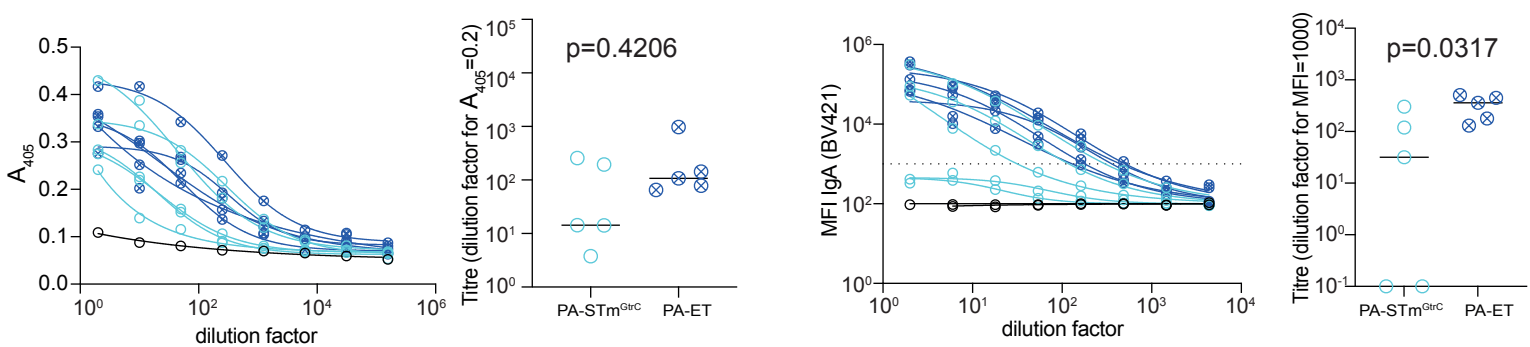 A405
0.5
0.4
0.3
0.2
0.1
0.0
10^0
10^2
10^4
10^6
dilution factor
Titre (dilution factor for A405=0.2)
10^5
10^4
10^3
10^2
10^1
10^0
p=0.4206
PA-STm^GtrC
PA-ET
MFI IgA (BV421)
10^6
10^4
10^2
10^0
10^0
10^1
10^2
10^3
10^4
dilution factor
Titre (dilution factor for MFI=1000)
10^4
10^3
10^2
10^1
10^0
10^-1
p=0.0317
PA-STm^GtrC
PA-ET